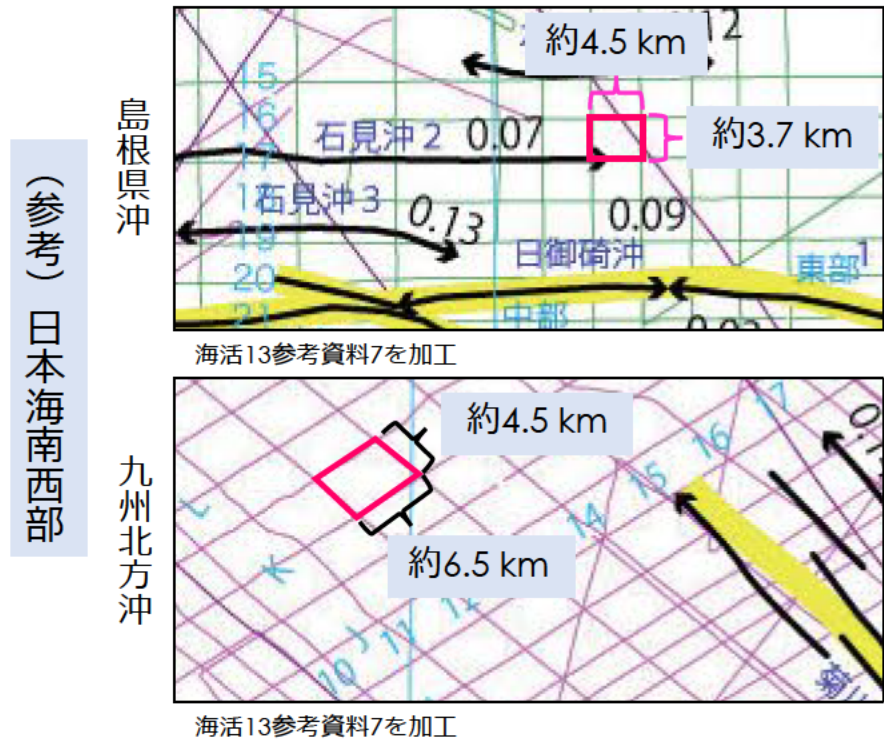 （参考）日本海南西部
島根県沖
約4.5 km
12
15
16
石見沖２ 0.07
約3.7 km
17
石見沖３
0.13
0.09
19
日御碕沖
東部
1
20
中部
21
海活13参考資料7を加工
九州北方沖
約4.5 km
17
16
15
14
L
K
約6.5 km
J
12
11
10
海活13参考資料7を加工